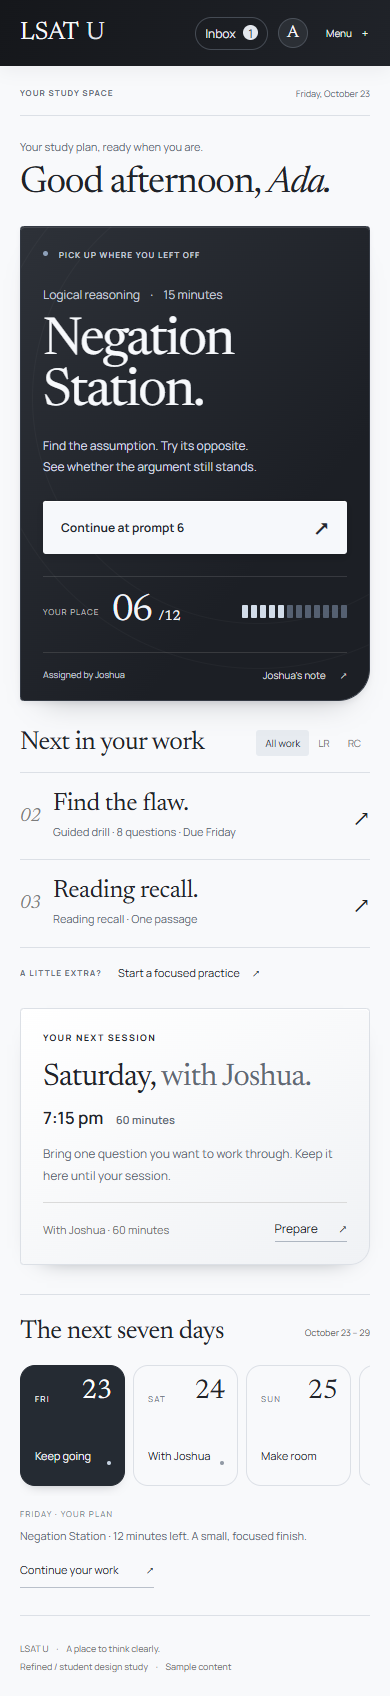 LSAT U
Inbox 1
A
Menu +
YOUR STUDY SPACE
Friday, October 23
Your study plan, ready when you are.
Good afternoon, Ada.
PICK UP WHERE YOU LEFT OFF
Logical reasoning · 15 minutes
Negation
Station.
Find the assumption. Try its opposite.
See whether the argument still stands.
Continue at prompt 6 ↗
YOUR PLACE 06 /12
Assigned by Joshua
Joshua's note ↗
Next in your work
All work LR RC
02 Find the flaw. ↗
Guided drill · 8 questions · Due Friday
03 Reading recall. ↗
Reading recall · One passage
A LITTLE EXTRA? Start a focused practice ↗
YOUR NEXT SESSION
Saturday, with Joshua.
7:15 pm 60 minutes
Bring one question you want to work through. Keep it
here until your session.
With Joshua · 60 minutes
Prepare ↗
The next seven days
October 23 – 29
FRI 23
Keep going
SAT 24
With Joshua
SUN 25
Make room
FRIDAY · YOUR PLAN
Negation Station · 12 minutes left. A small, focused finish.
Continue your work ↗
LSAT U · A place to think clearly.
Refined / student design study · Sample content